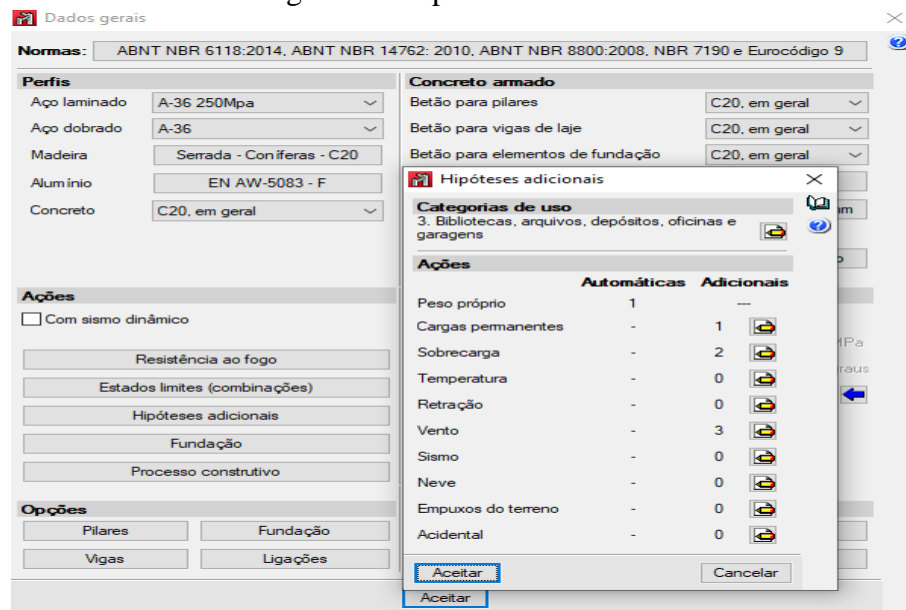 Dados gerais
Normas: ABNT NBR 6118:2014, ABNT NBR 14762: 2010, ABNT NBR 8800:2008, NBR 7190 e Eurocódigo 9
Perfis
Aço laminado A-36 250Mpa
Aço dobrado A-36
Madeira Serrada - Coníferas - C20
Alumínio EN AW-5083 - F
Concreto C20, em geral
Concreto armado
Betão para pilares C20, em geral
Betão para vigas de laje C20, em geral
Betão para elementos de fundação C20, em geral
Ações
Com sismo dinâmico
Resistência ao fogo
Estados limites (combinações)
Hipóteses adicionais
Fundação
Processo construtivo
Opções
Pilares Fundação
Vigas Ligações
Hipóteses adicionais
Categorias de uso
3. Bibliotecas, arquivos, depósitos, oficinas e
garagens
Ações
Automáticas Adicionais
Peso próprio 1 ---
Cargas permanentes - 1
Sobrecarga - 2
Temperatura - 0
Retração - 0
Vento - 3
Sismo - 0
Neve - 0
Empuxos do terreno - 0
Acidental - 0
Aceitar Cancelar
Aceitar